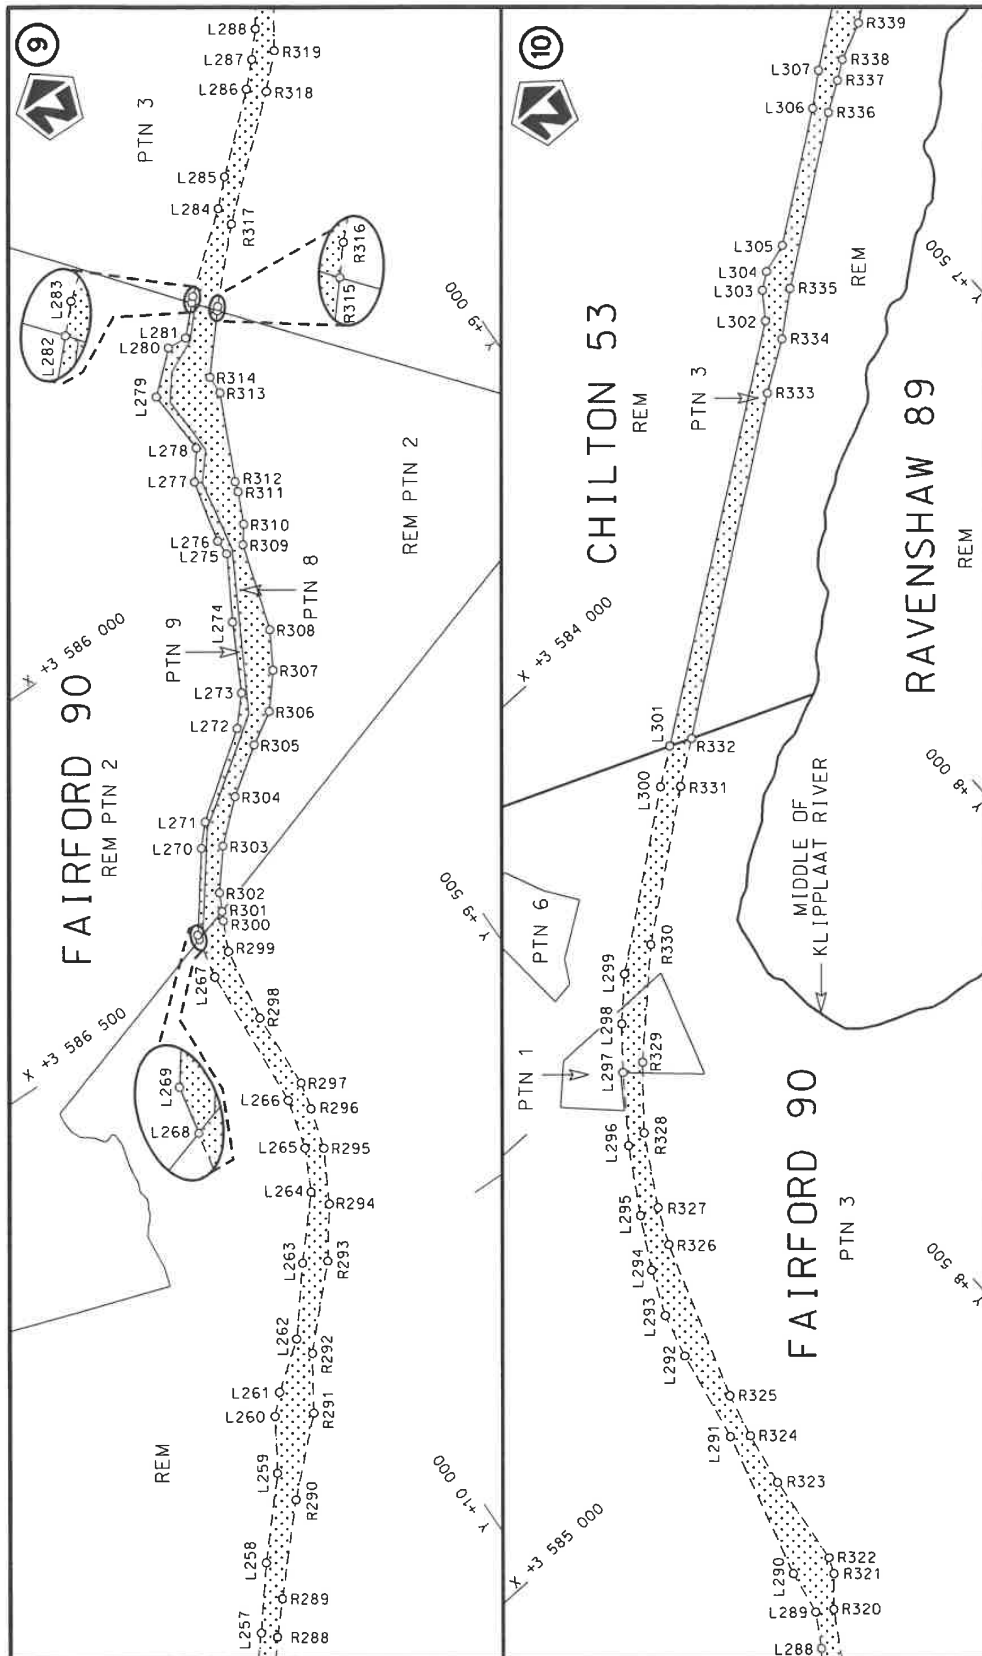 9
L288
L287
L286
R319
R318
PTN 3
L285
L284
R317
L283
L282
R316
R315
L281
L280
L279
Y +9 000
R314
R313
L278
L277
R312
R311
R310
R309
L276
L275
REM PTN 2
PTN 8
L274
PTN 9
R308
R307
L273
L272
R306
R305
X +3 586 000
FAIRFORD 90
REM PTN 2
R304
L271
L270
R303
R302
R301
R300
R299
L267
Y +9 500
R298
X +3 586 500
L269
L268
R297
L266
R296
L265
R295
L264
R294
L263
R293
L262
R292
L261
L260
R291
REM
L259
R290
Y +10 000
L258
R289
L257
R288
10
R339
L307
R338
R337
L306
R336
L305
L304
L303
R335
REM
Y +7 500
L302
R334
CHILTON 53
REM
PTN 3
R333
RAVENSHAW 89
REM
X +3 584 000
L301
R332
L300
R331
Y +8 000
MIDDLE OF
KLIPPLAAT RIVER
PTN 6
R330
L299
L298
R329
L297
PTN 1
L296
R328
L295
R327
R326
L294
L293
L292
FAIRFORD 90
PTN 3
Y +8 500
R325
L291
R324
R323
X +3 585 000
R322
L290
R321
L289
R320
L288